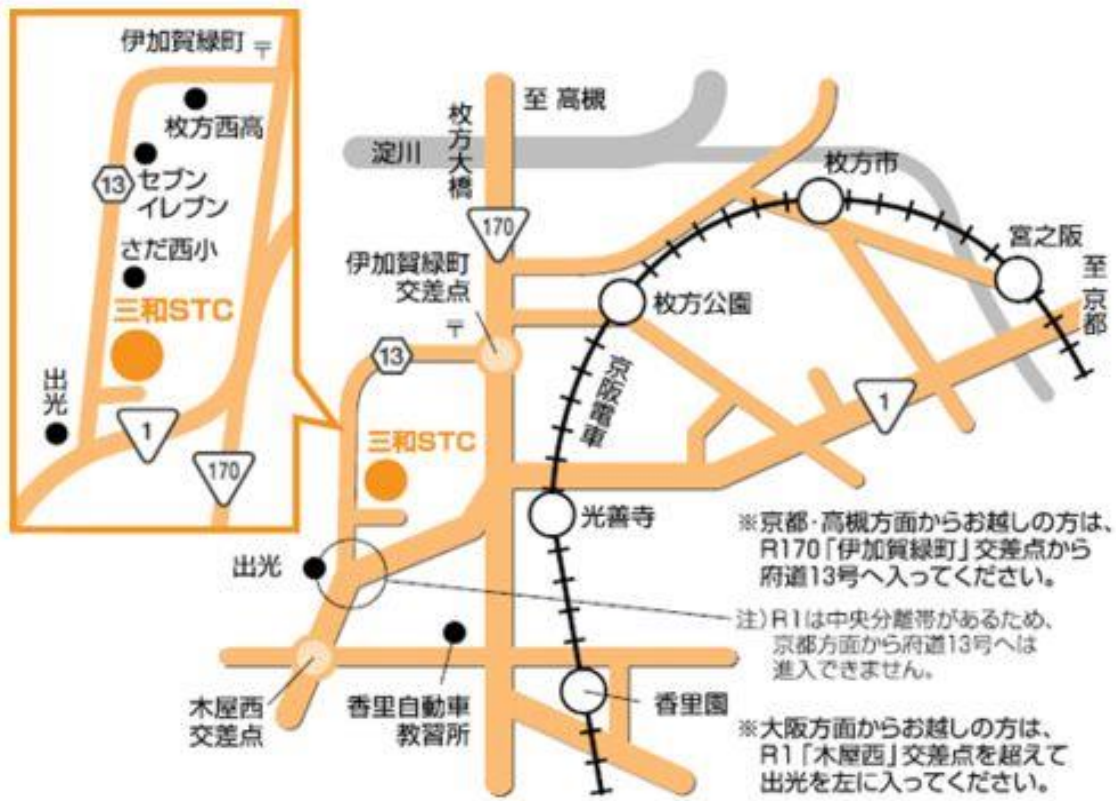 伊加賀緑町 〒
枚方西高
13
セブン
イレブン
さだ西小
三和STC
出光
1
170
至 高槻
枚方大橋
淀川
170
枚方市
宮之阪
至 京都
伊加賀緑町
交差点
〒
枚方公園
13
京阪電車
1
三和STC
光善寺
出光
木屋西
交差点
香里自動車
教習所
香里園
※京都・高槻方面からお越しの方は、
R170「伊加賀緑町」交差点から
府道13号へ入ってください。
注)R1は中央分離帯があるため、
京都方面から府道13号へは
進入できません。
※大阪方面からお越しの方は、
R1「木屋西」交差点を超えて
出光を左に入ってください。